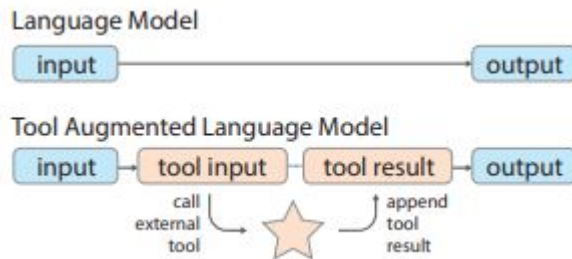 Language Model
input output
Tool Augmented Language Model
input tool input tool result output
call append
external tool
tool result